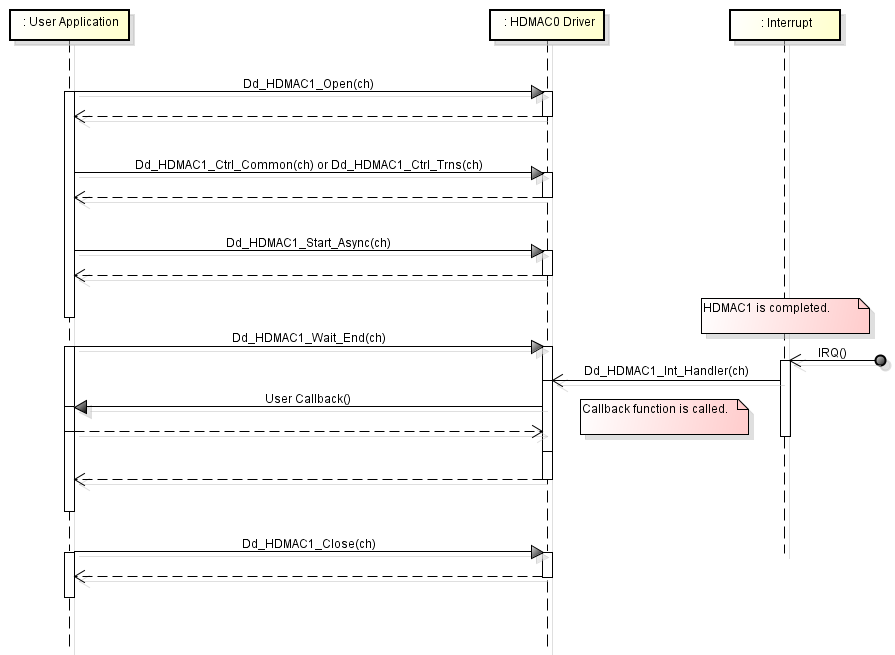 : User Application
: HDMAC0 Driver
: Interrupt
Dd_HDMAC1_Open(ch)
Dd_HDMAC1_Ctrl_Common(ch) or Dd_HDMAC1_Ctrl_Trns(ch)
Dd_HDMAC1_Start_Async(ch)
HDMAC1 is completed.
Dd_HDMAC1_Wait_End(ch)
IRQ()
Dd_HDMAC1_Int_Handler(ch)
User Callback()
Callback function is called.
Dd_HDMAC1_Close(ch)